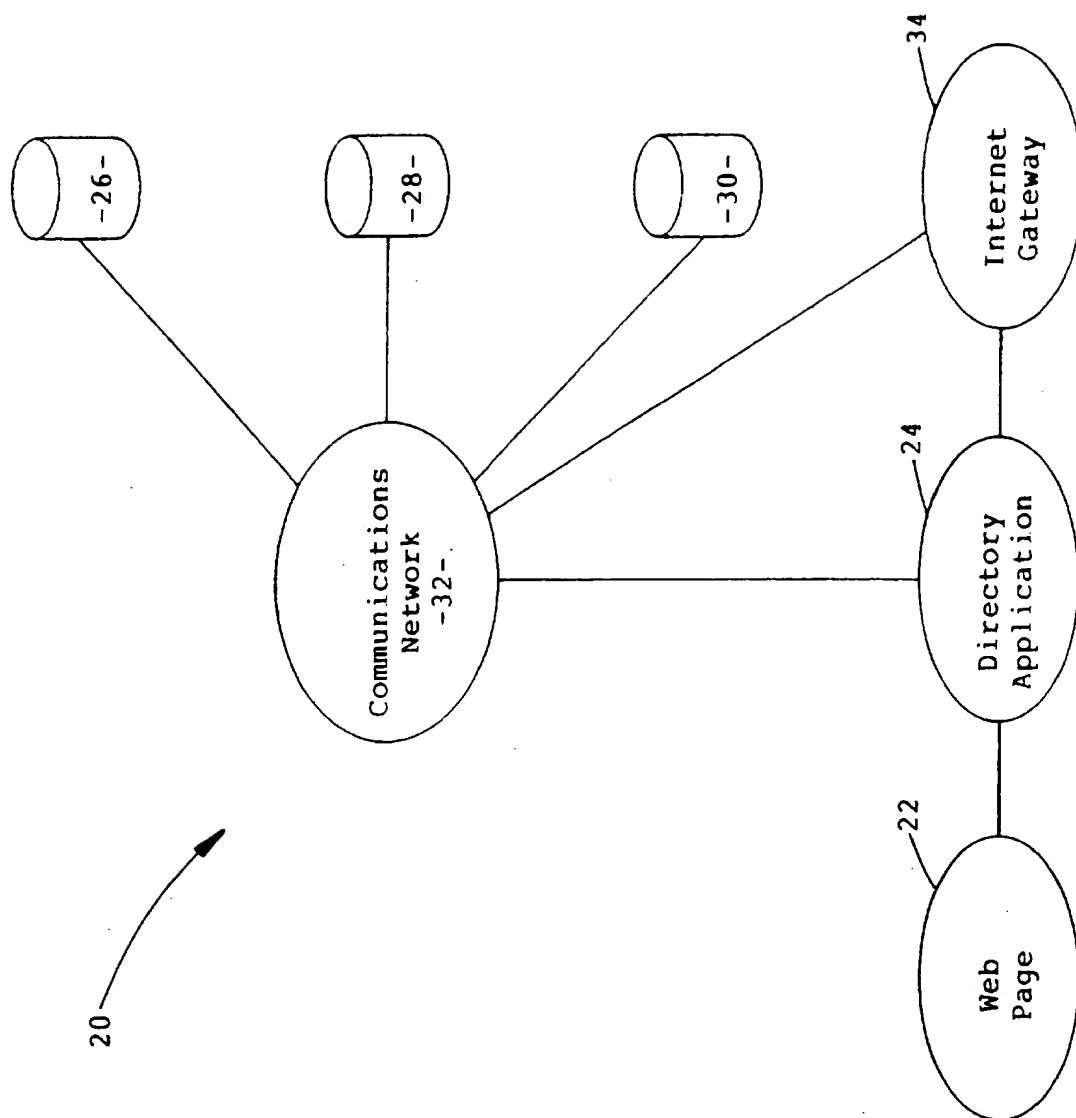 20
-26-
-28-
-30-
Communications
Network
-32-
34
Internet
Gateway
24
Directory
Application
22
Web
Page